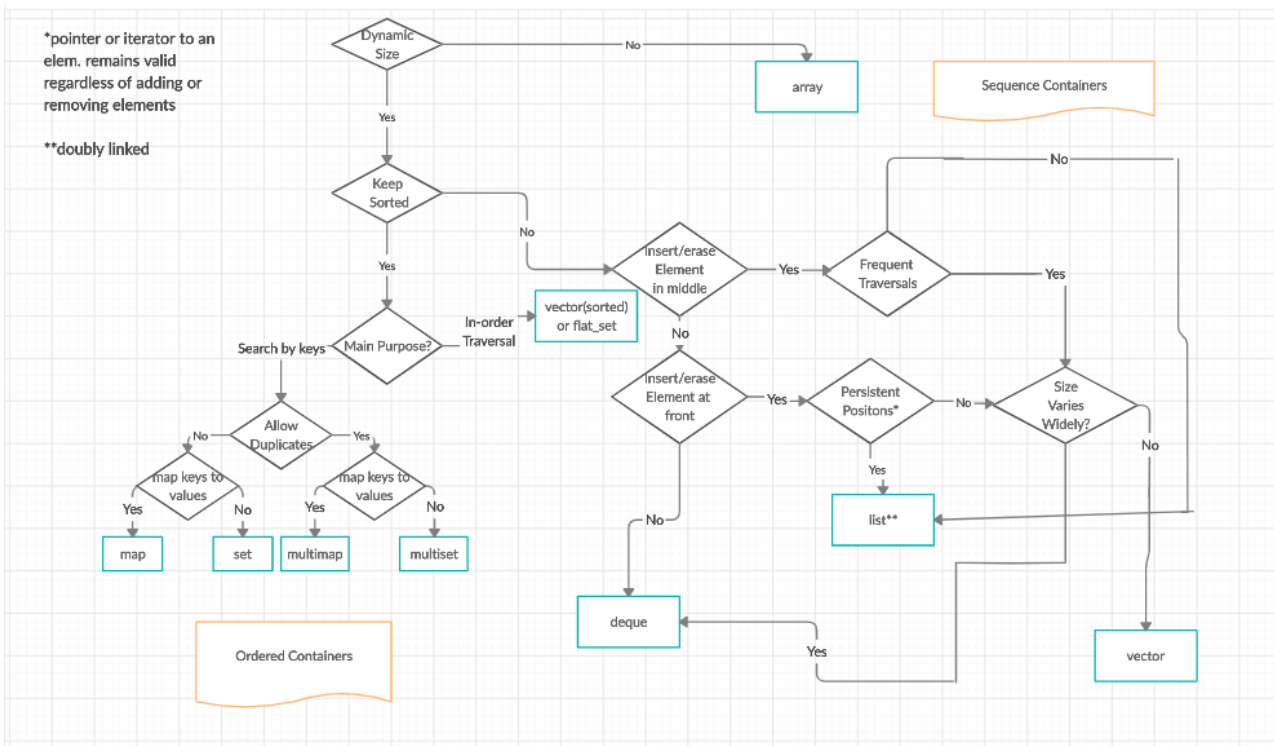 *pointer or iterator to an
elem. remains valid
regardless of adding or
removing elements
**doubly linked
Dynamic
Size
No
array
Sequence Containers
Yes
Keep
Sorted
No
No
Yes
Insert/erase
Element
in middle
Yes
Frequent
Traversals
Yes
Main Purpose?
In-order
Traversal
vector(sorted)
or flat_set
Search by keys
No
Insert/erase
Element at
front
Yes
Persistent
Positons*
No
Size
Varies
Widely?
No
Allow
Duplicates
No
Yes
map keys to
values
map keys to
values
Yes
No
Yes
No
map
set
multimap
multiset
Yes
list**
No
deque
Yes
vector
Ordered Containers